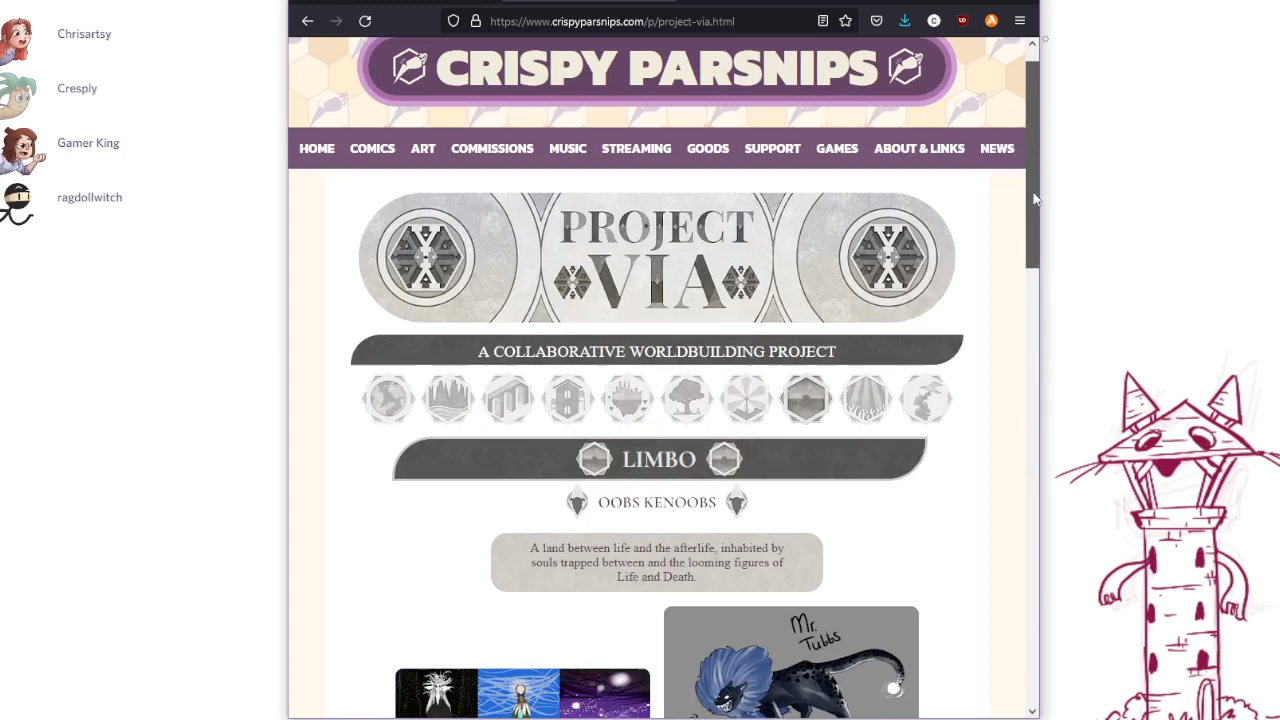 Chrisartsy
Cresply
Gamer King
ragdollwitch
https://www.crispyparsnips.com/p/project-via.html
CRISPY PARSNIPS
HOME COMICS ART COMMISSIONS MUSIC STREAMING GOODS SUPPORT GAMES ABOUT & LINKS NEWS
PROJECT
VIA
A COLLABORATIVE WORLDBUILDING PROJECT
LIMBO
OOBS KENOOBS
A land between life and the afterlife, inhabited by
souls trapped between and the looming figures of
Life and Death.
Mr.
Tubbs